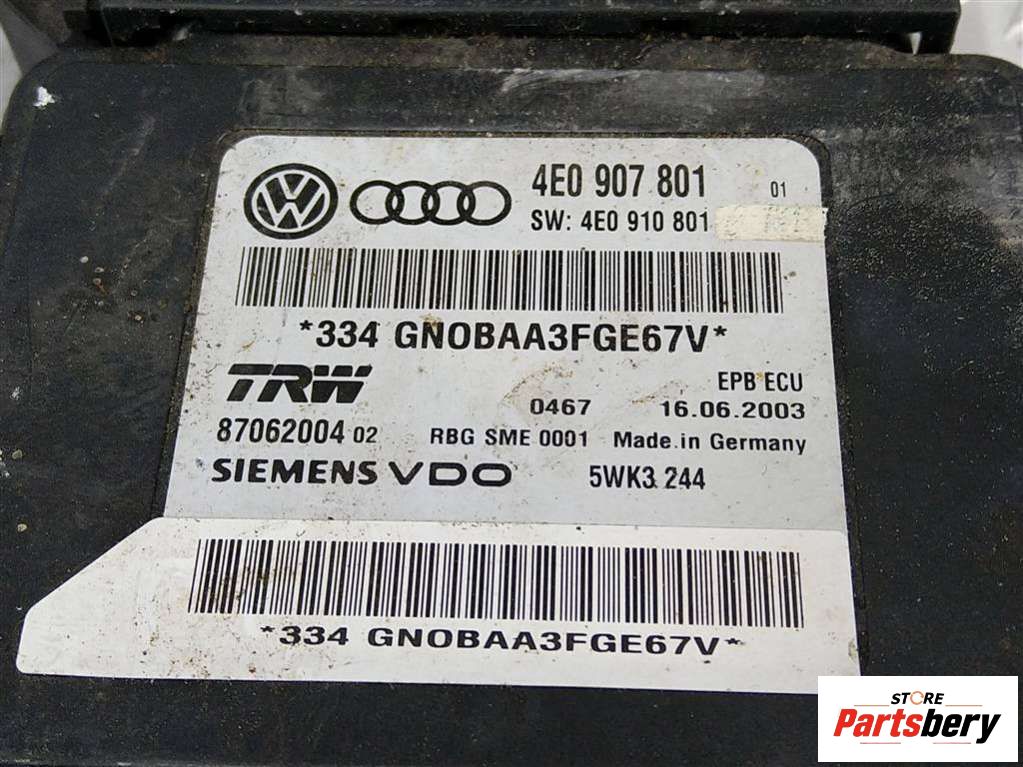 4E0 907 801 01
SW: 4E0 910 801
*334 GNOBAA3FGE67V*
TRW EPB ECU
0467 16.06.2003
87062004 02 RBG SME 0001 Made in Germany
SIEMENS VDO 5WK3 244
*334 GNOBAA3FGE67V*
STORE
Partsbery